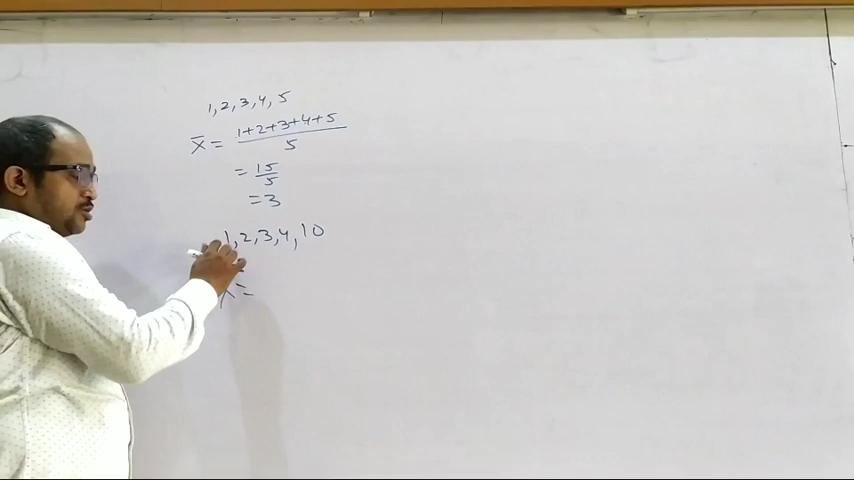 1,2,3,4,5
x̄ = 1+2+3+4+5 / 5
= 15/5
= 3
1,2,3,4,10
x̄ =